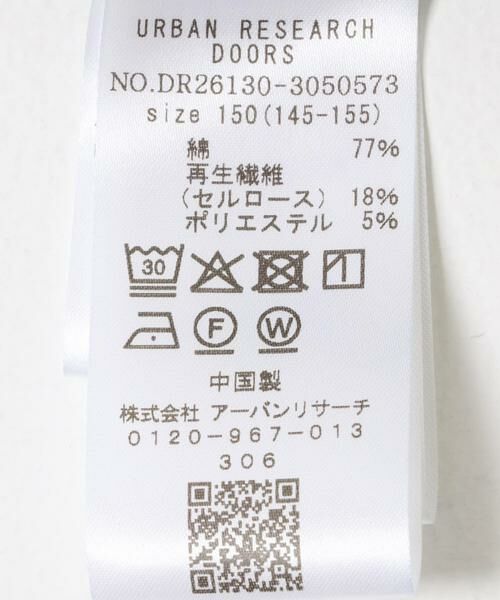 URBAN RESEARCH
DOORS
NO.DR26130-3050573
size 150(145-155)
綿 77%
再生繊維
(セルロース) 18%
ポリエステル 5%
30
F W
中国製
株式会社 アーバンリサーチ
0120-967-013
306